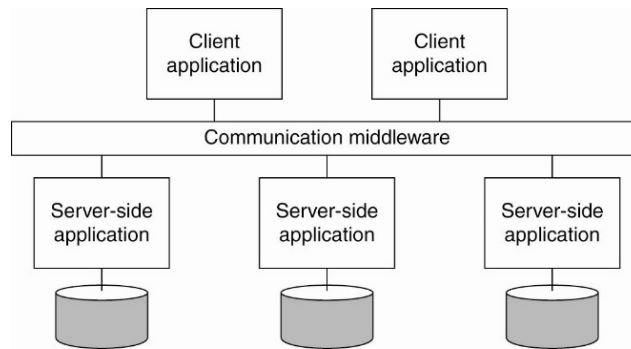 Client
application
Client
application
Communication middleware
Server-side
application
Server-side
application
Server-side
application